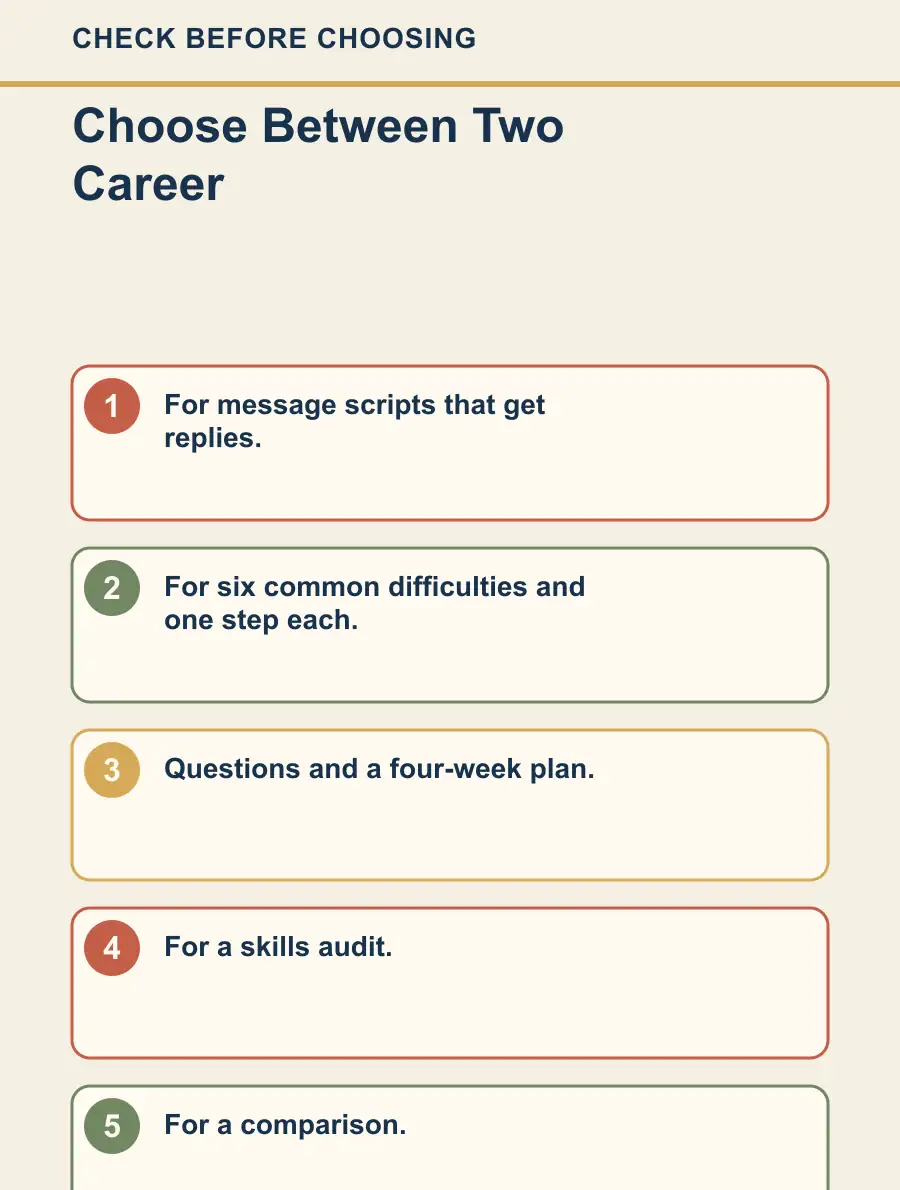 CHECK BEFORE CHOOSING
Choose Between Two
Career
1
For message scripts that get
replies.
2
For six common difficulties and
one step each.
3
Questions and a four-week plan.
4
For a skills audit.
5
For a comparison.